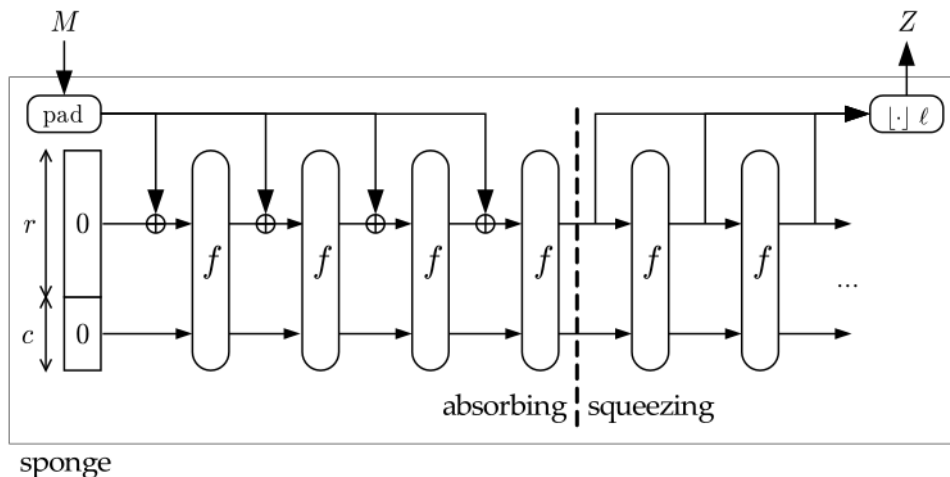 M Z
pad ⌊·⌋ ℓ
r 0 f f f f f f
c 0 ...
absorbing squeezing
sponge